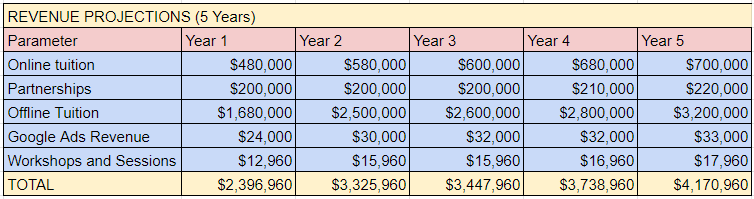 REVENUE PROJECTIONS (5 Years)
Parameter Year 1 Year 2 Year 3 Year 4 Year 5
Online tuition $480,000 $580,000 $600,000 $680,000 $700,000
Partnerships $200,000 $200,000 $200,000 $210,000 $220,000
Offline Tuition $1,680,000 $2,500,000 $2,600,000 $2,800,000 $3,200,000
Google Ads Revenue $24,000 $30,000 $32,000 $32,000 $33,000
Workshops and Sessions $12,960 $15,960 $15,960 $16,960 $17,960
TOTAL $2,396,960 $3,325,960 $3,447,960 $3,738,960 $4,170,960